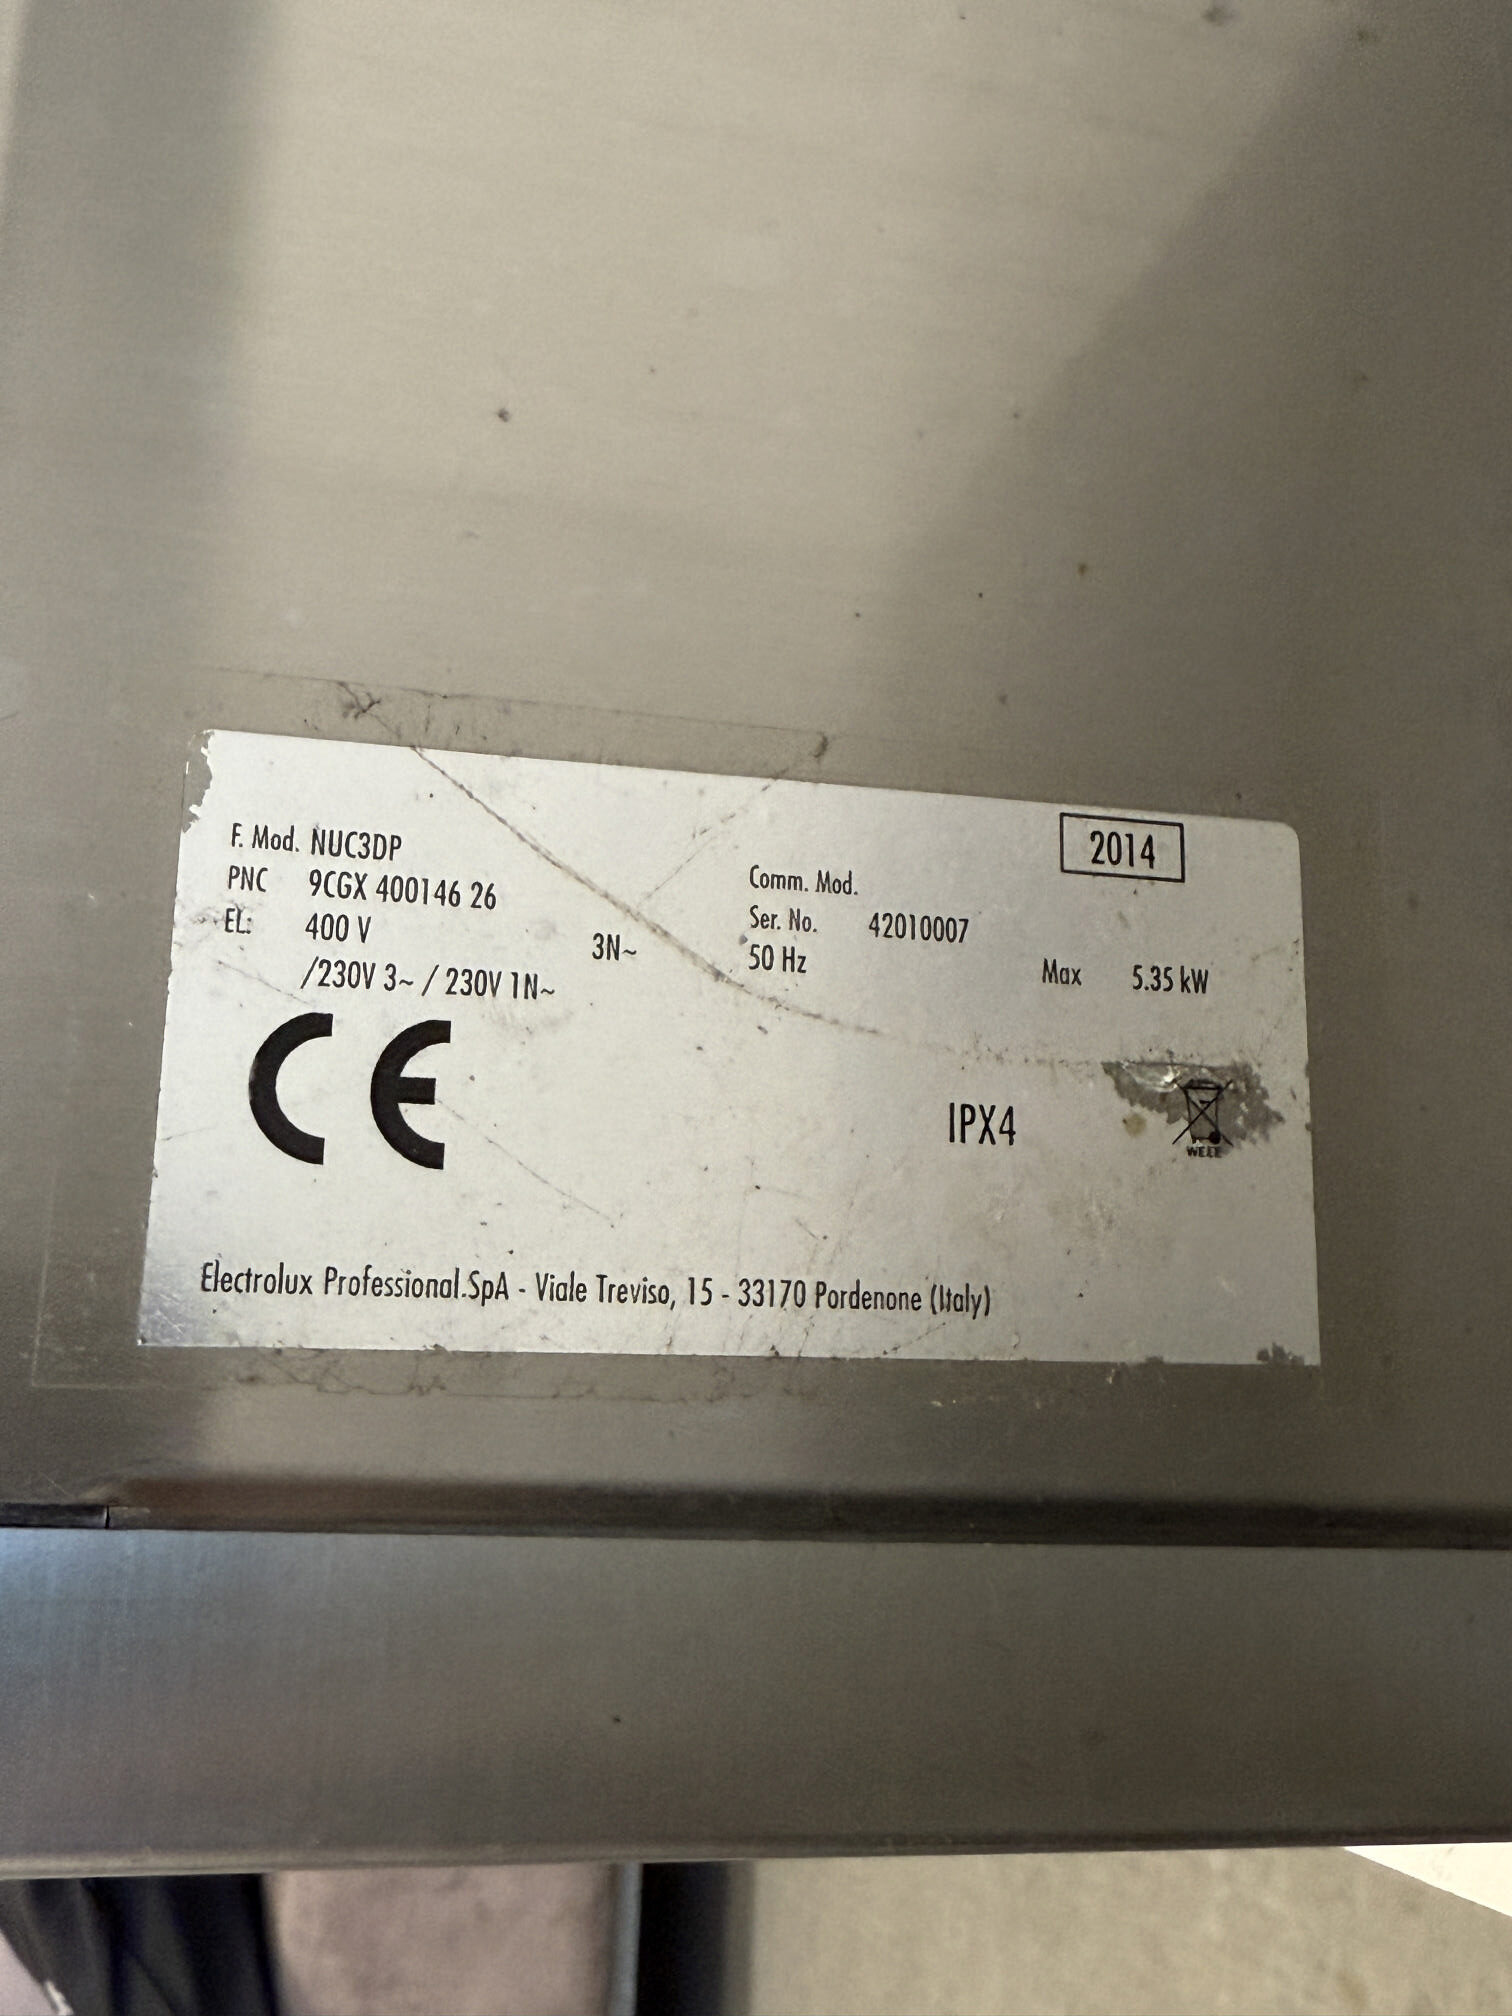 2014
F. Mod. NUC3DP
PNC 9CGX 400146 26 Comm. Mod.
EL: 400 V 3N~ Ser. No. 42010007
/230V 3~ / 230V 1N~ 50 Hz Max 5.35 kW
CE
IPX4
WEEE
Electrolux Professional.SpA - Viale Treviso, 15 - 33170 Pordenone (Italy)